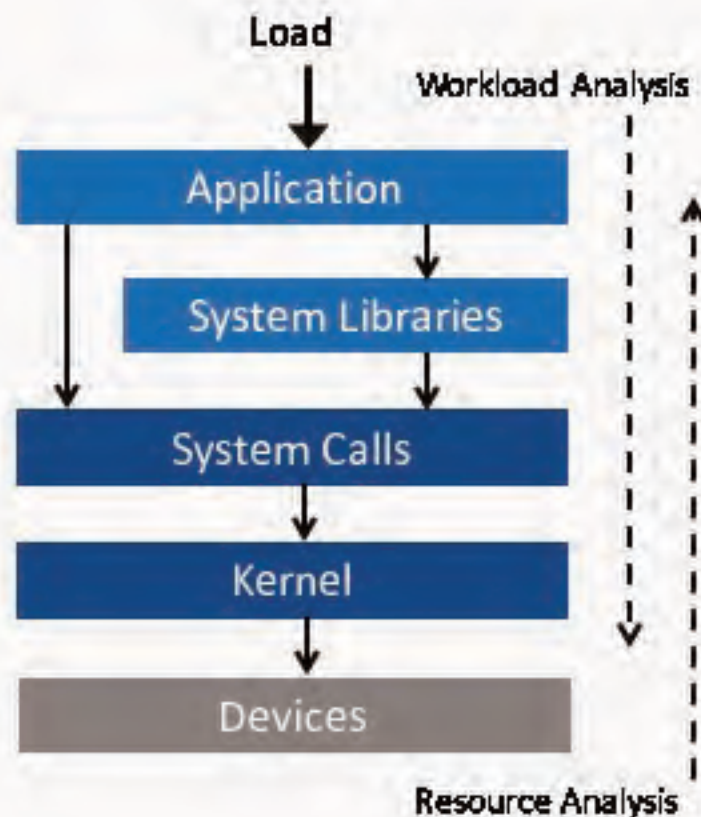 Load
Workload Analysis
Application
System Libraries
System Calls
Kernel
Devices
Resource Analysis